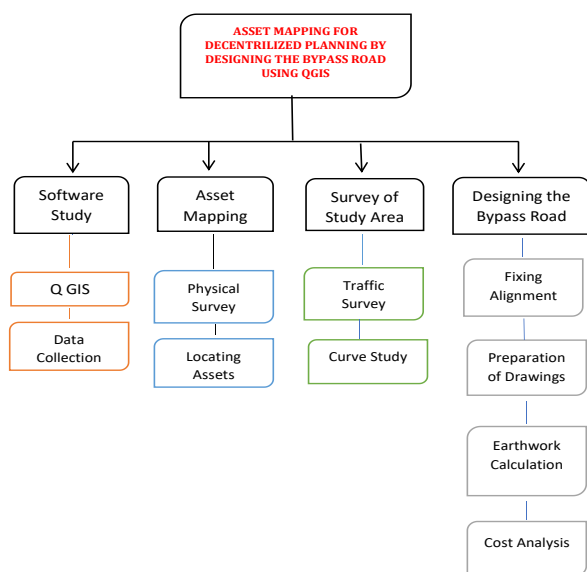 ASSET MAPPING FOR
DECENTRILIZED PLANNING BY
DESIGNING THE BYPASS ROAD
USING QGIS
Software
Study
Asset
Mapping
Survey of
Study Area
Designing the
Bypass Road
Q GIS
Data
Collection
Physical
Survey
Locating
Assets
Traffic
Survey
Curve Study
Fixing
Alignment
Preparation
of Drawings
Earthwork
Calculation
Cost Analysis